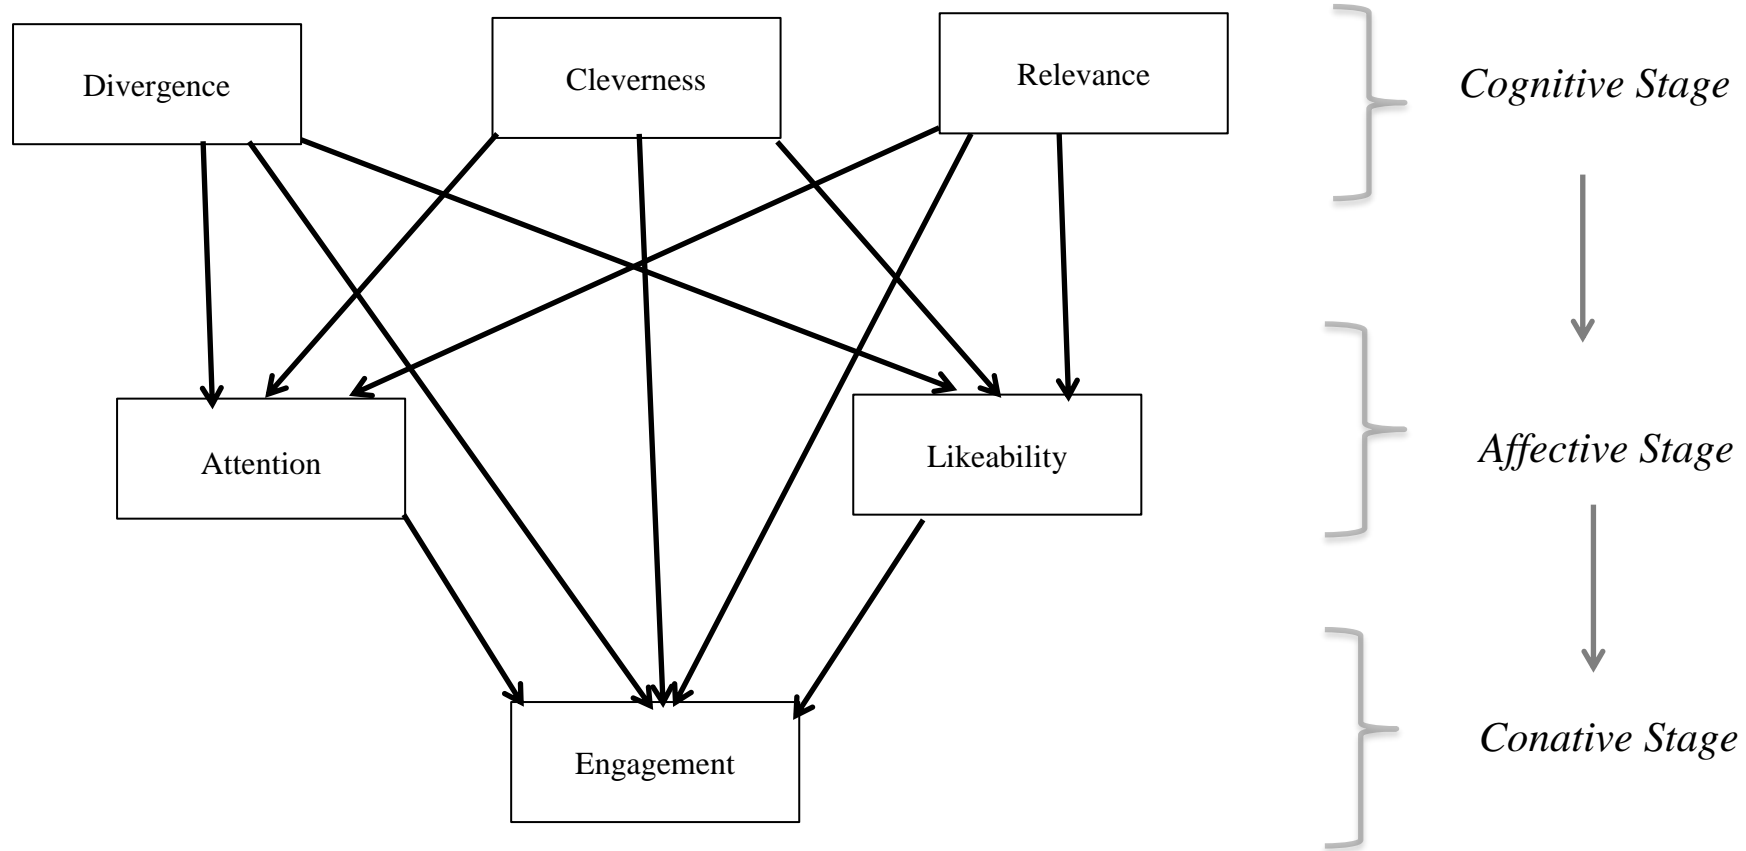 Divergence
Cleverness
Relevance
Cognitive Stage
Attention
Likeability
Affective Stage
Engagement
Conative Stage